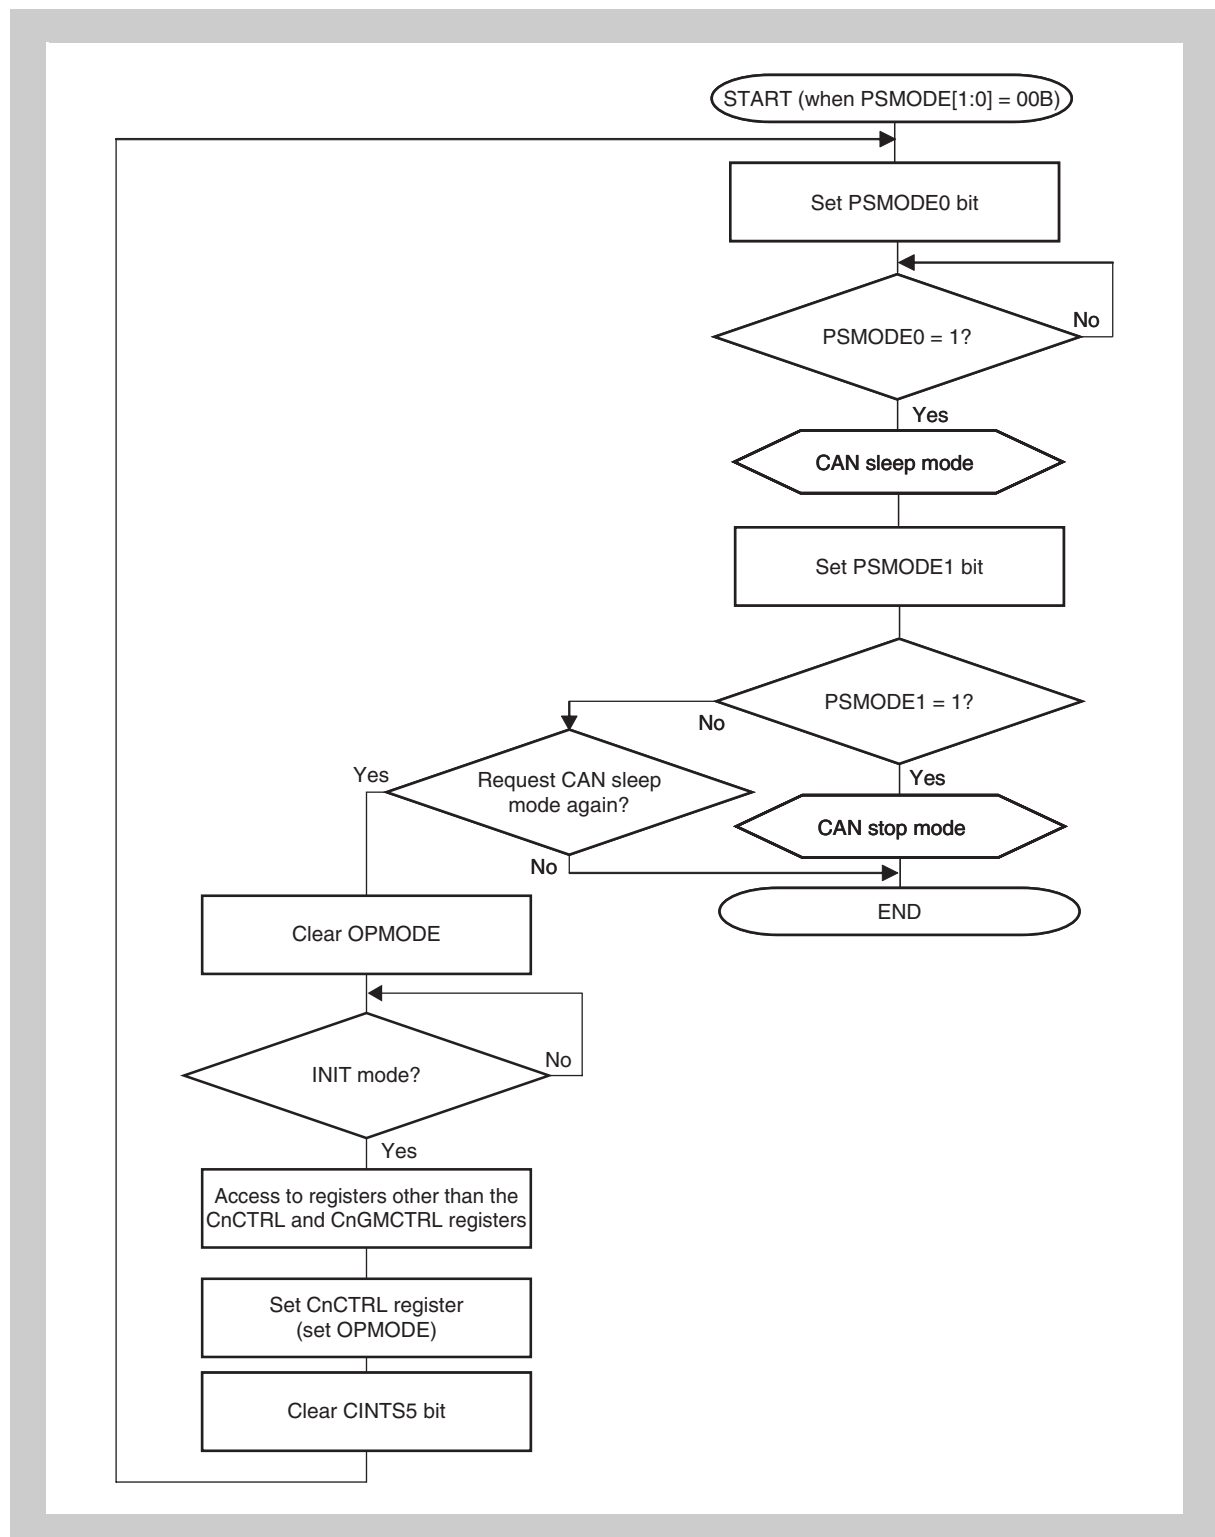 START (when PSMODE[1:0] = 00B)
Set PSMODE0 bit
PSMODE0 = 1?
No
Yes
CAN sleep mode
Set PSMODE1 bit
PSMODE1 = 1?
No
Yes
Request CAN sleep
mode again?
Yes
No
CAN stop mode
END
Clear OPMODE
INIT mode?
No
Yes
Access to registers other than the
CnCTRL and CnGMCTRL registers
Set CnCTRL register
(set OPMODE)
Clear CINTS5 bit